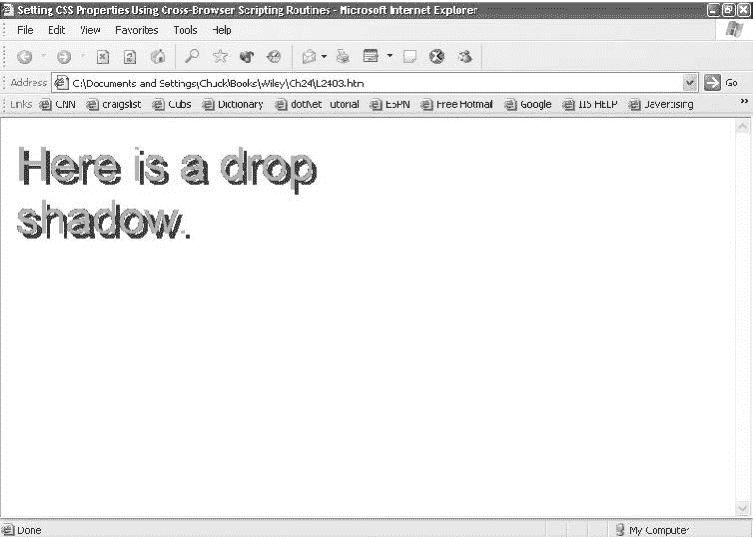 Setting CSS Properties Using Cross-Browser Scripting Routines - Microsoft Internet Explorer
File Edit View Favorites Tools Help
Address C:\Documents and Settings\Chuck\Books\Wiley\Ch24\L2403.htm Go
Links CNN craigslist Cubs Dictionary dotNet Tutorial ESPN Free Hotmail Google IIS HELP Javertising »
Here is a drop
shadow.
Done My Computer